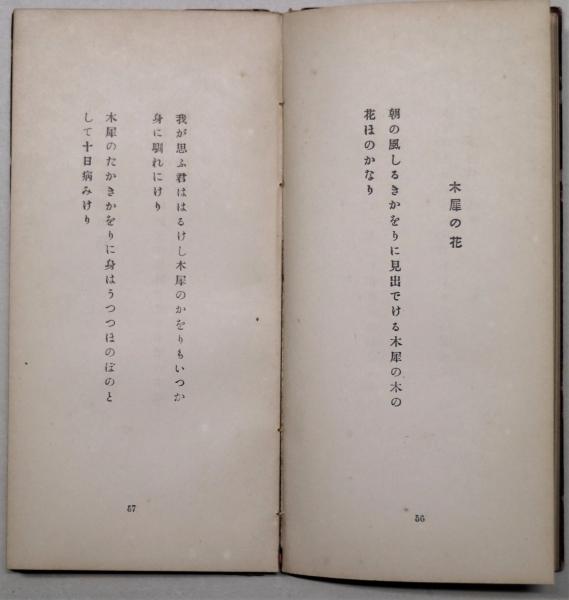 木犀の花
朝の風しるきかをりに見出でける木犀の木の
花ほのかなり
56
我が思ふ君ははるけし木犀のかをりもいつか
身に馴れにけり
木犀のたかきかをりに身はうつつほのぼのと
して十日病みけり
57